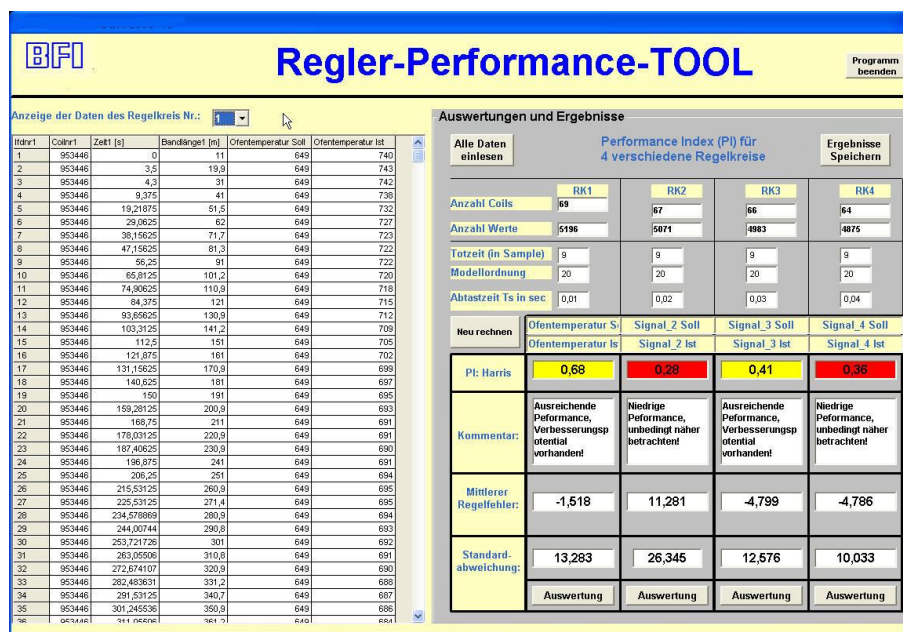 BFI
Regler-Performance-TOOL
Programm
beenden
Anzeige der Daten des Regelkreis Nr.: 1
lfdnr1 Coilnr1 Zeit1 [s] Bandlänge1 [m] Ofentemperatur Soll Ofentemperatur Ist
1 953446 0 11 649 740
2 953446 3,5 19,9 649 743
3 953446 4,3 31 649 742
4 953446 9,375 41 649 738
5 953446 19,21875 51,5 649 732
6 953446 29,0625 62 649 727
7 953446 38,15625 71,7 649 723
8 953446 47,15625 81,3 649 722
9 953446 56,25 91 649 722
10 953446 65,8125 101,2 649 720
11 953446 74,90625 110,9 649 718
12 953446 84,375 121 649 715
13 953446 93,65625 130,9 649 712
14 953446 103,3125 141,2 649 709
15 953446 112,5 151 649 705
16 953446 121,875 161 649 702
17 953446 131,15625 170,9 649 699
18 953446 140,625 181 649 697
19 953446 150 191 649 695
20 953446 159,28125 200,9 649 693
21 953446 168,75 211 649 691
22 953446 178,03125 220,9 649 691
23 953446 187,40625 230,9 649 690
24 953446 196,875 241 649 691
25 953446 206,25 251 649 694
26 953446 215,53125 260,9 649 695
27 953446 225,53125 271,4 649 695
28 953446 234,578869 280,9 649 694
29 953446 244,00744 290,8 649 693
30 953446 253,721726 301 649 692
31 953446 263,05506 310,8 649 691
32 953446 272,674107 320,9 649 690
33 953446 282,483631 331,2 649 688
34 953446 291,53125 340,7 649 687
35 953446 301,245536 350,9 649 686
36 953446 311,05506 361,2 649 684
Auswertungen und Ergebnisse
Alle Daten
einlesen
Performance Index (PI) für
4 verschiedene Regelkreise
Ergebnisse
Speichern
RK1 RK2 RK3 RK4
Anzahl Coils 69 67 66 64
Anzahl Werte 5196 5071 4983 4875
Totzeit (in Sample) 9 9 9 9
Modellordnung 20 20 20 20
Abtastzeit Ts in sec 0,01 0,02 0,03 0,04
Neu rechnen
Ofentemperatur S Signal_2 Soll Signal_3 Soll Signal_4 Soll
Ofentemperatur Is Signal_2 Ist Signal_3 Ist Signal_4 Ist
PI: Harris 0,68 0,28 0,41 0,36
Kommentar:
Ausreichende
Peformance,
Verbesserungsp
otential
vorhanden!
Niedrige
Peformance,
unbedingt näher
betrachten!
Ausreichende
Peformance,
Verbesserungsp
otential
vorhanden!
Niedrige
Peformance,
unbedingt näher
betrachten!
Mittlerer
Regelfehler: -1,518 11,281 -4,799 -4,786
Standard-
abweichung: 13,283 26,345 12,576 10,033
Auswertung Auswertung Auswertung Auswertung